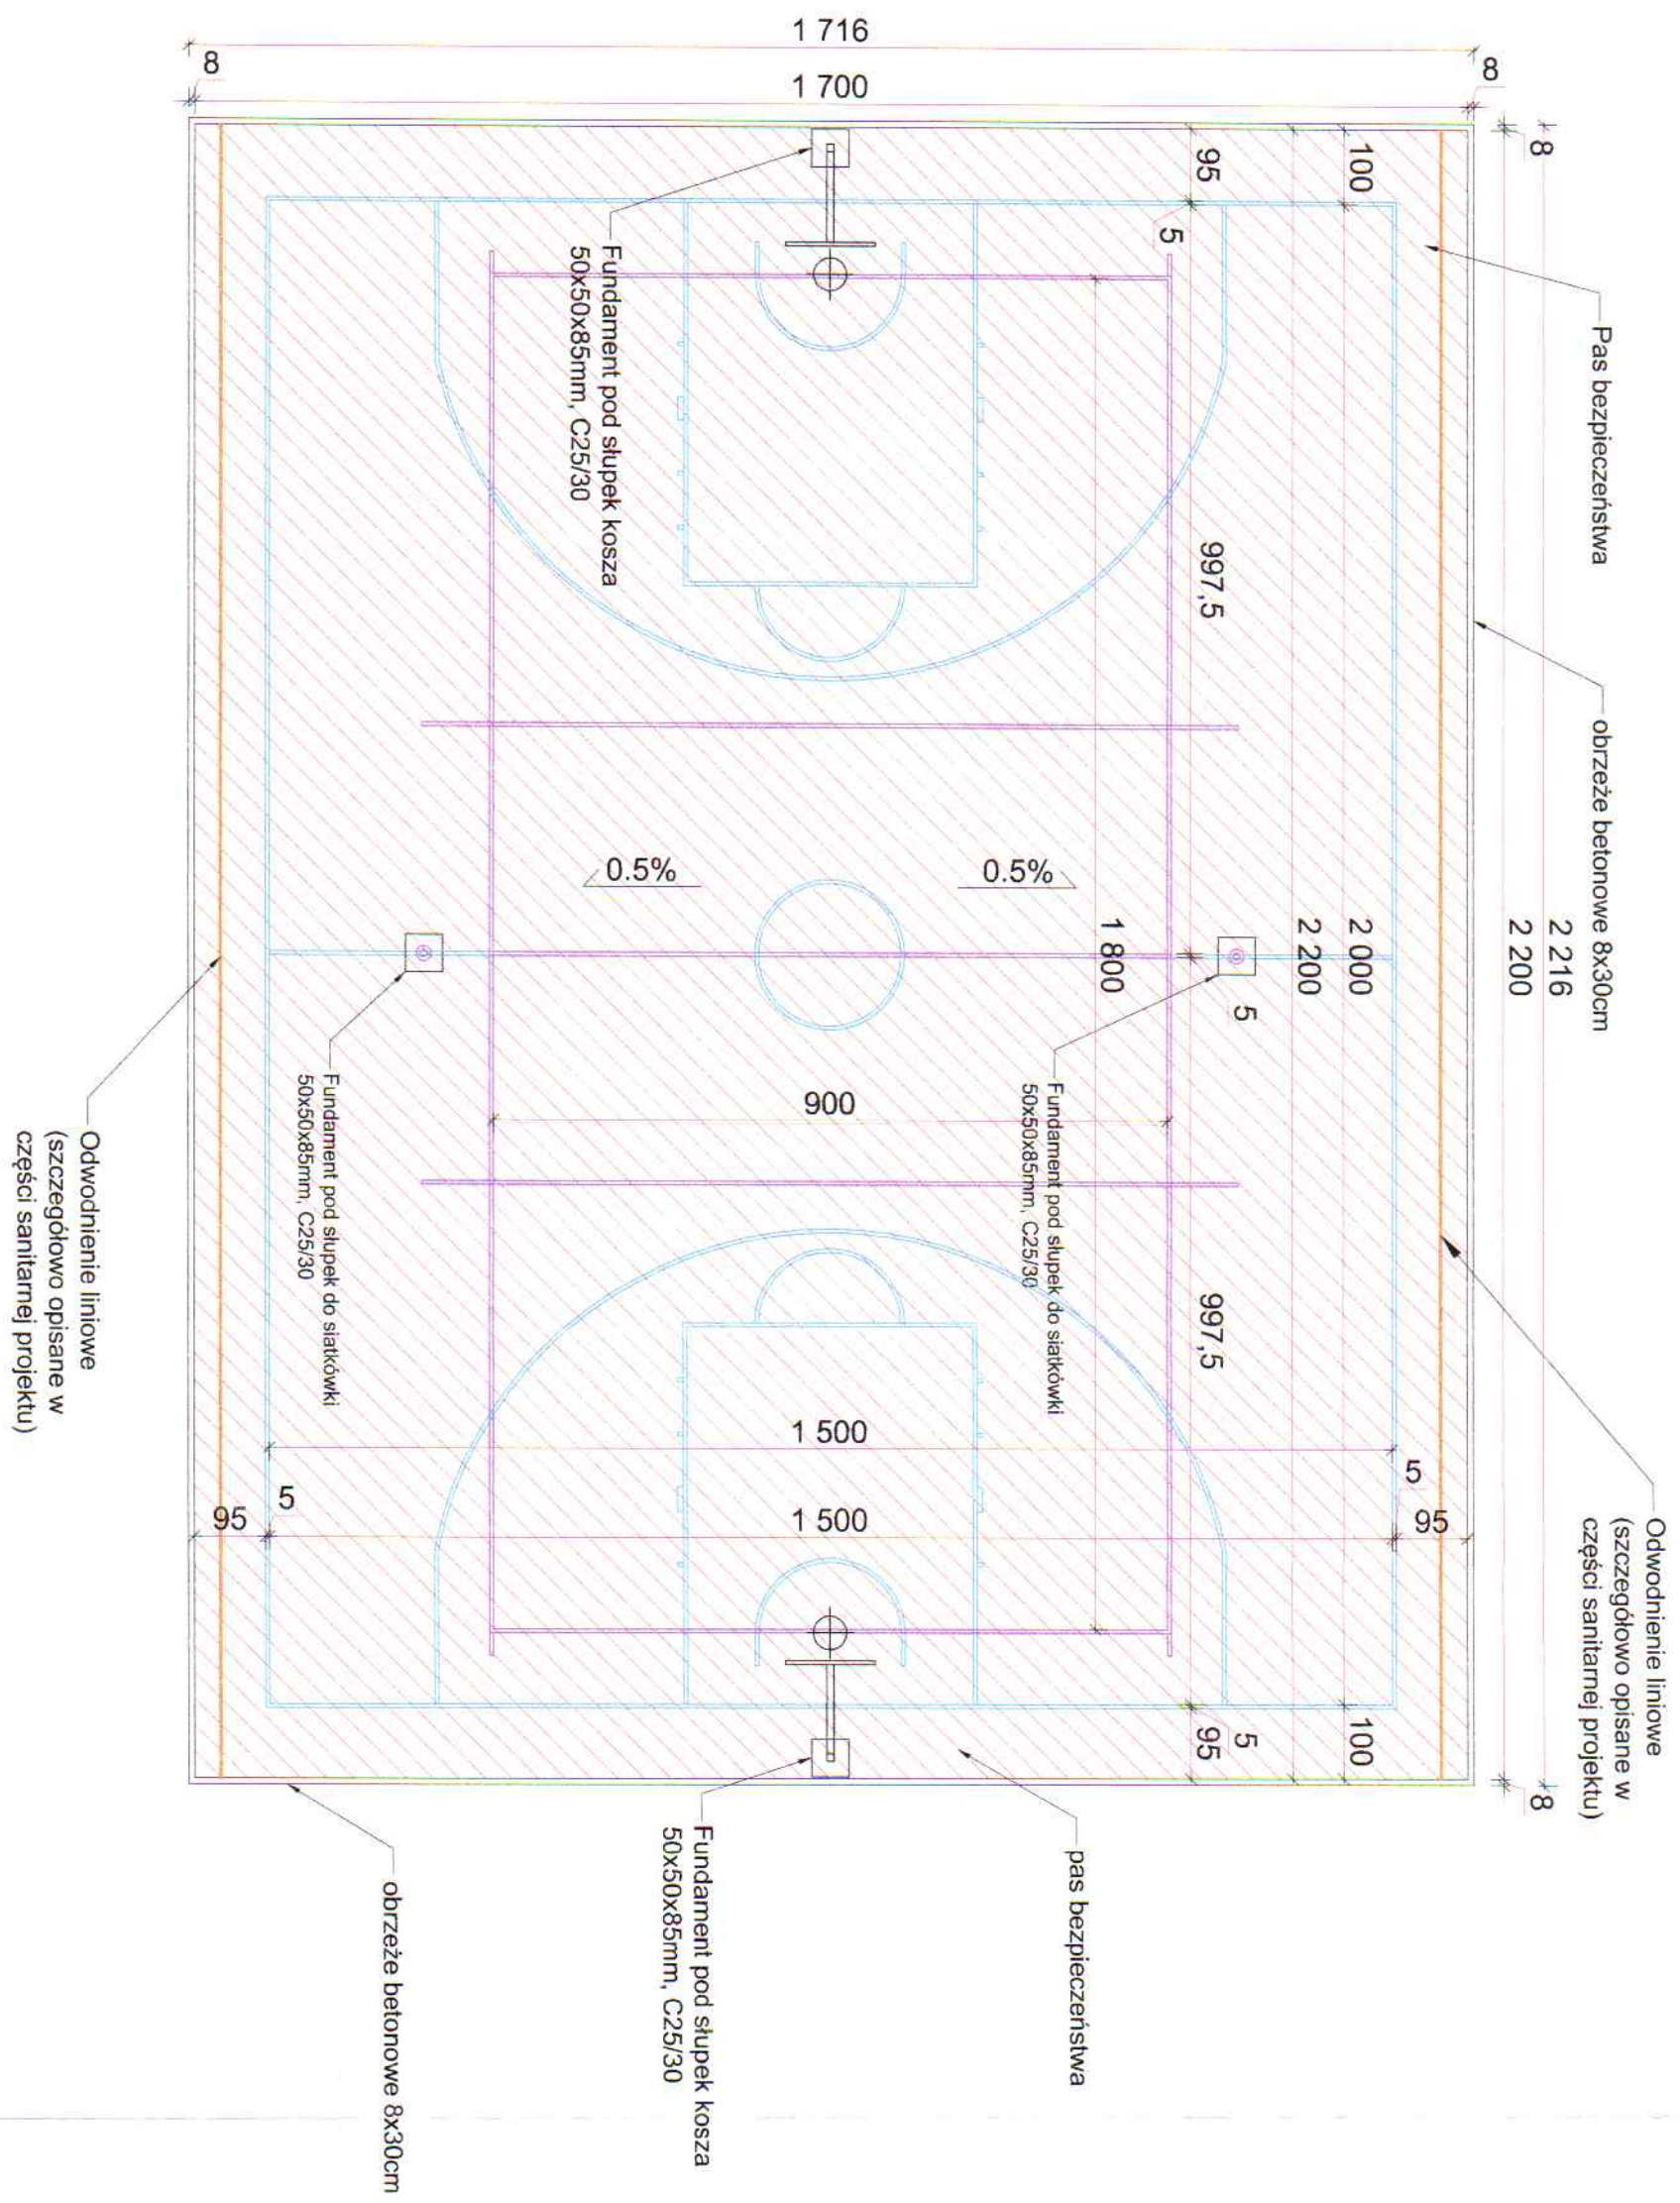 1 716
8
8
1 700
8
100
95
5
Pas bezpieczeństwa
obrzeże betonowe 8x30cm
Fundament pod słupek kosza
50x50x85mm, C25/30
997,5
0.5%
0.5%
1 800
2 000
2 200
2 216
2 200
5
Fundament pod słupek do siatkówki
50x50x85mm, C25/30
Fundament pod słupek do siatkówki
50x50x85mm, C25/30
900
997,5
Odwodnienie liniowe
(szczegółowo opisane w
części sanitarnej projektu)
Odwodnienie liniowe
(szczegółowo opisane w
części sanitarnej projektu)
1 500
5
5
95
1 500
95
5
95
100
8
Fundament pod słupek kosza
50x50x85mm, C25/30
pas bezpieczeństwa
obrzeże betonowe 8x30cm